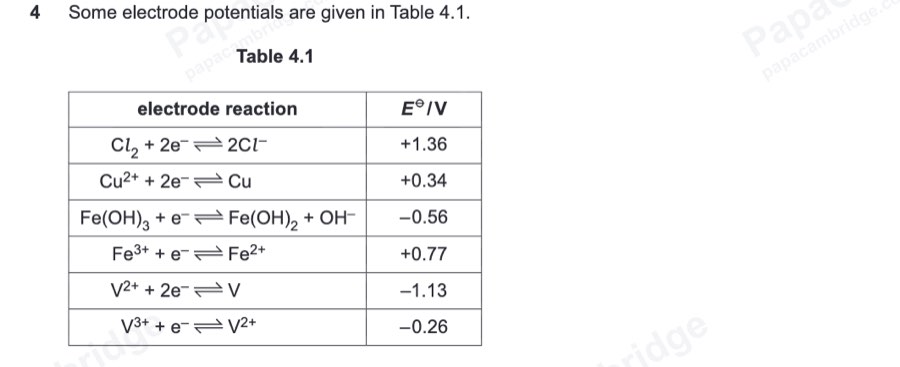 4 Some electrode potentials are given in Table 4.1.
Table 4.1
electrode reaction E⦵/V
Cl₂ + 2e⁻ ⇌ 2Cl⁻ +1.36
Cu²⁺ + 2e⁻ ⇌ Cu +0.34
Fe(OH)₃ + e⁻ ⇌ Fe(OH)₂ + OH⁻ –0.56
Fe³⁺ + e⁻ ⇌ Fe²⁺ +0.77
V²⁺ + 2e⁻ ⇌ V –1.13
V³⁺ + e⁻ ⇌ V²⁺ –0.26